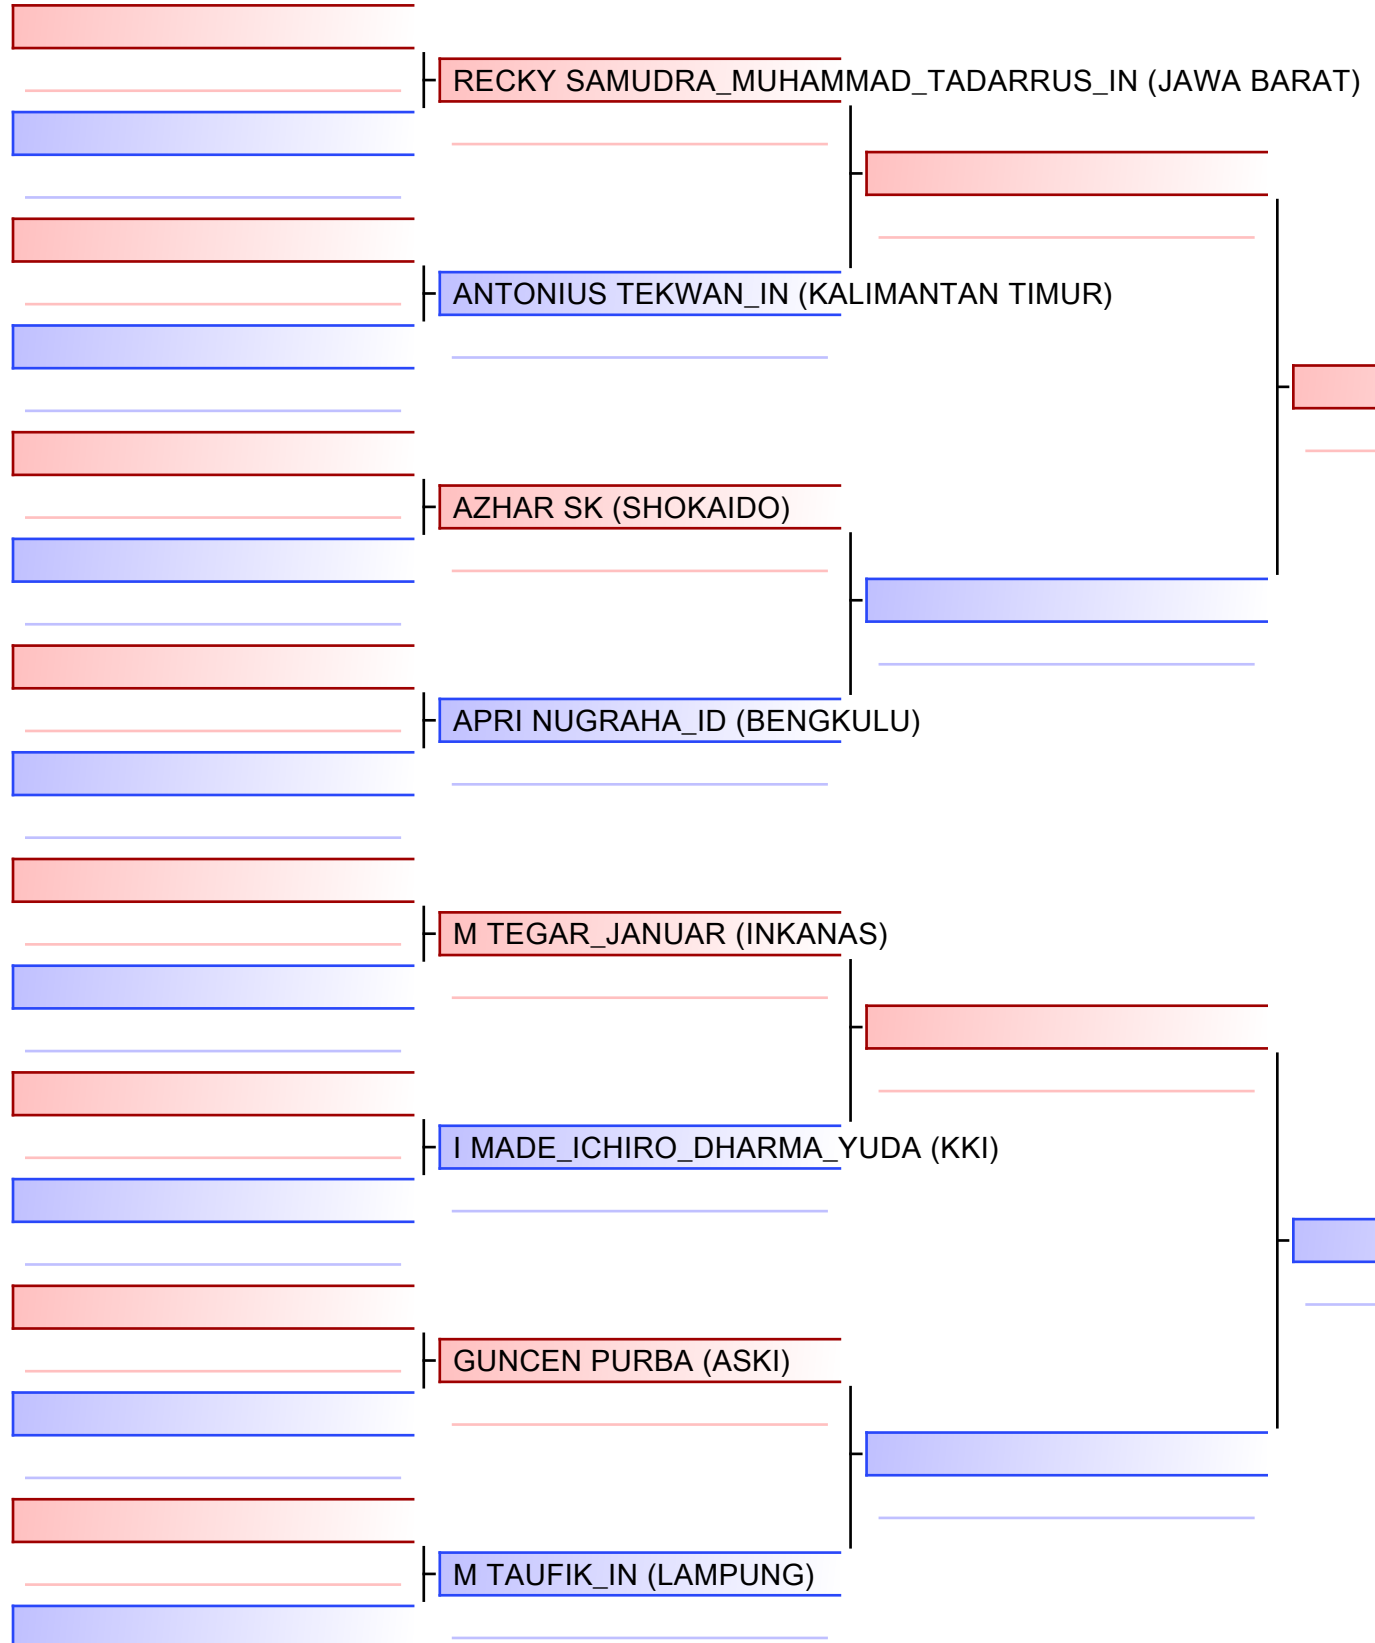 RECKY SAMUDRA_MUHAMMAD_TADARRUS_IN (JAWA BARAT)
ANTONIUS TEKWAN_IN (KALIMANTAN TIMUR)
AZHAR SK (SHOKAIDO)
APRI NUGRAHA_ID (BENGKULU)
M TEGAR_JANUAR (INKANAS)
I MADE_ICHIRO_DHARMA_YUDA (KKI)
GUNCEN PURBA (ASKI)
M TAUFIK_IN (LAMPUNG)